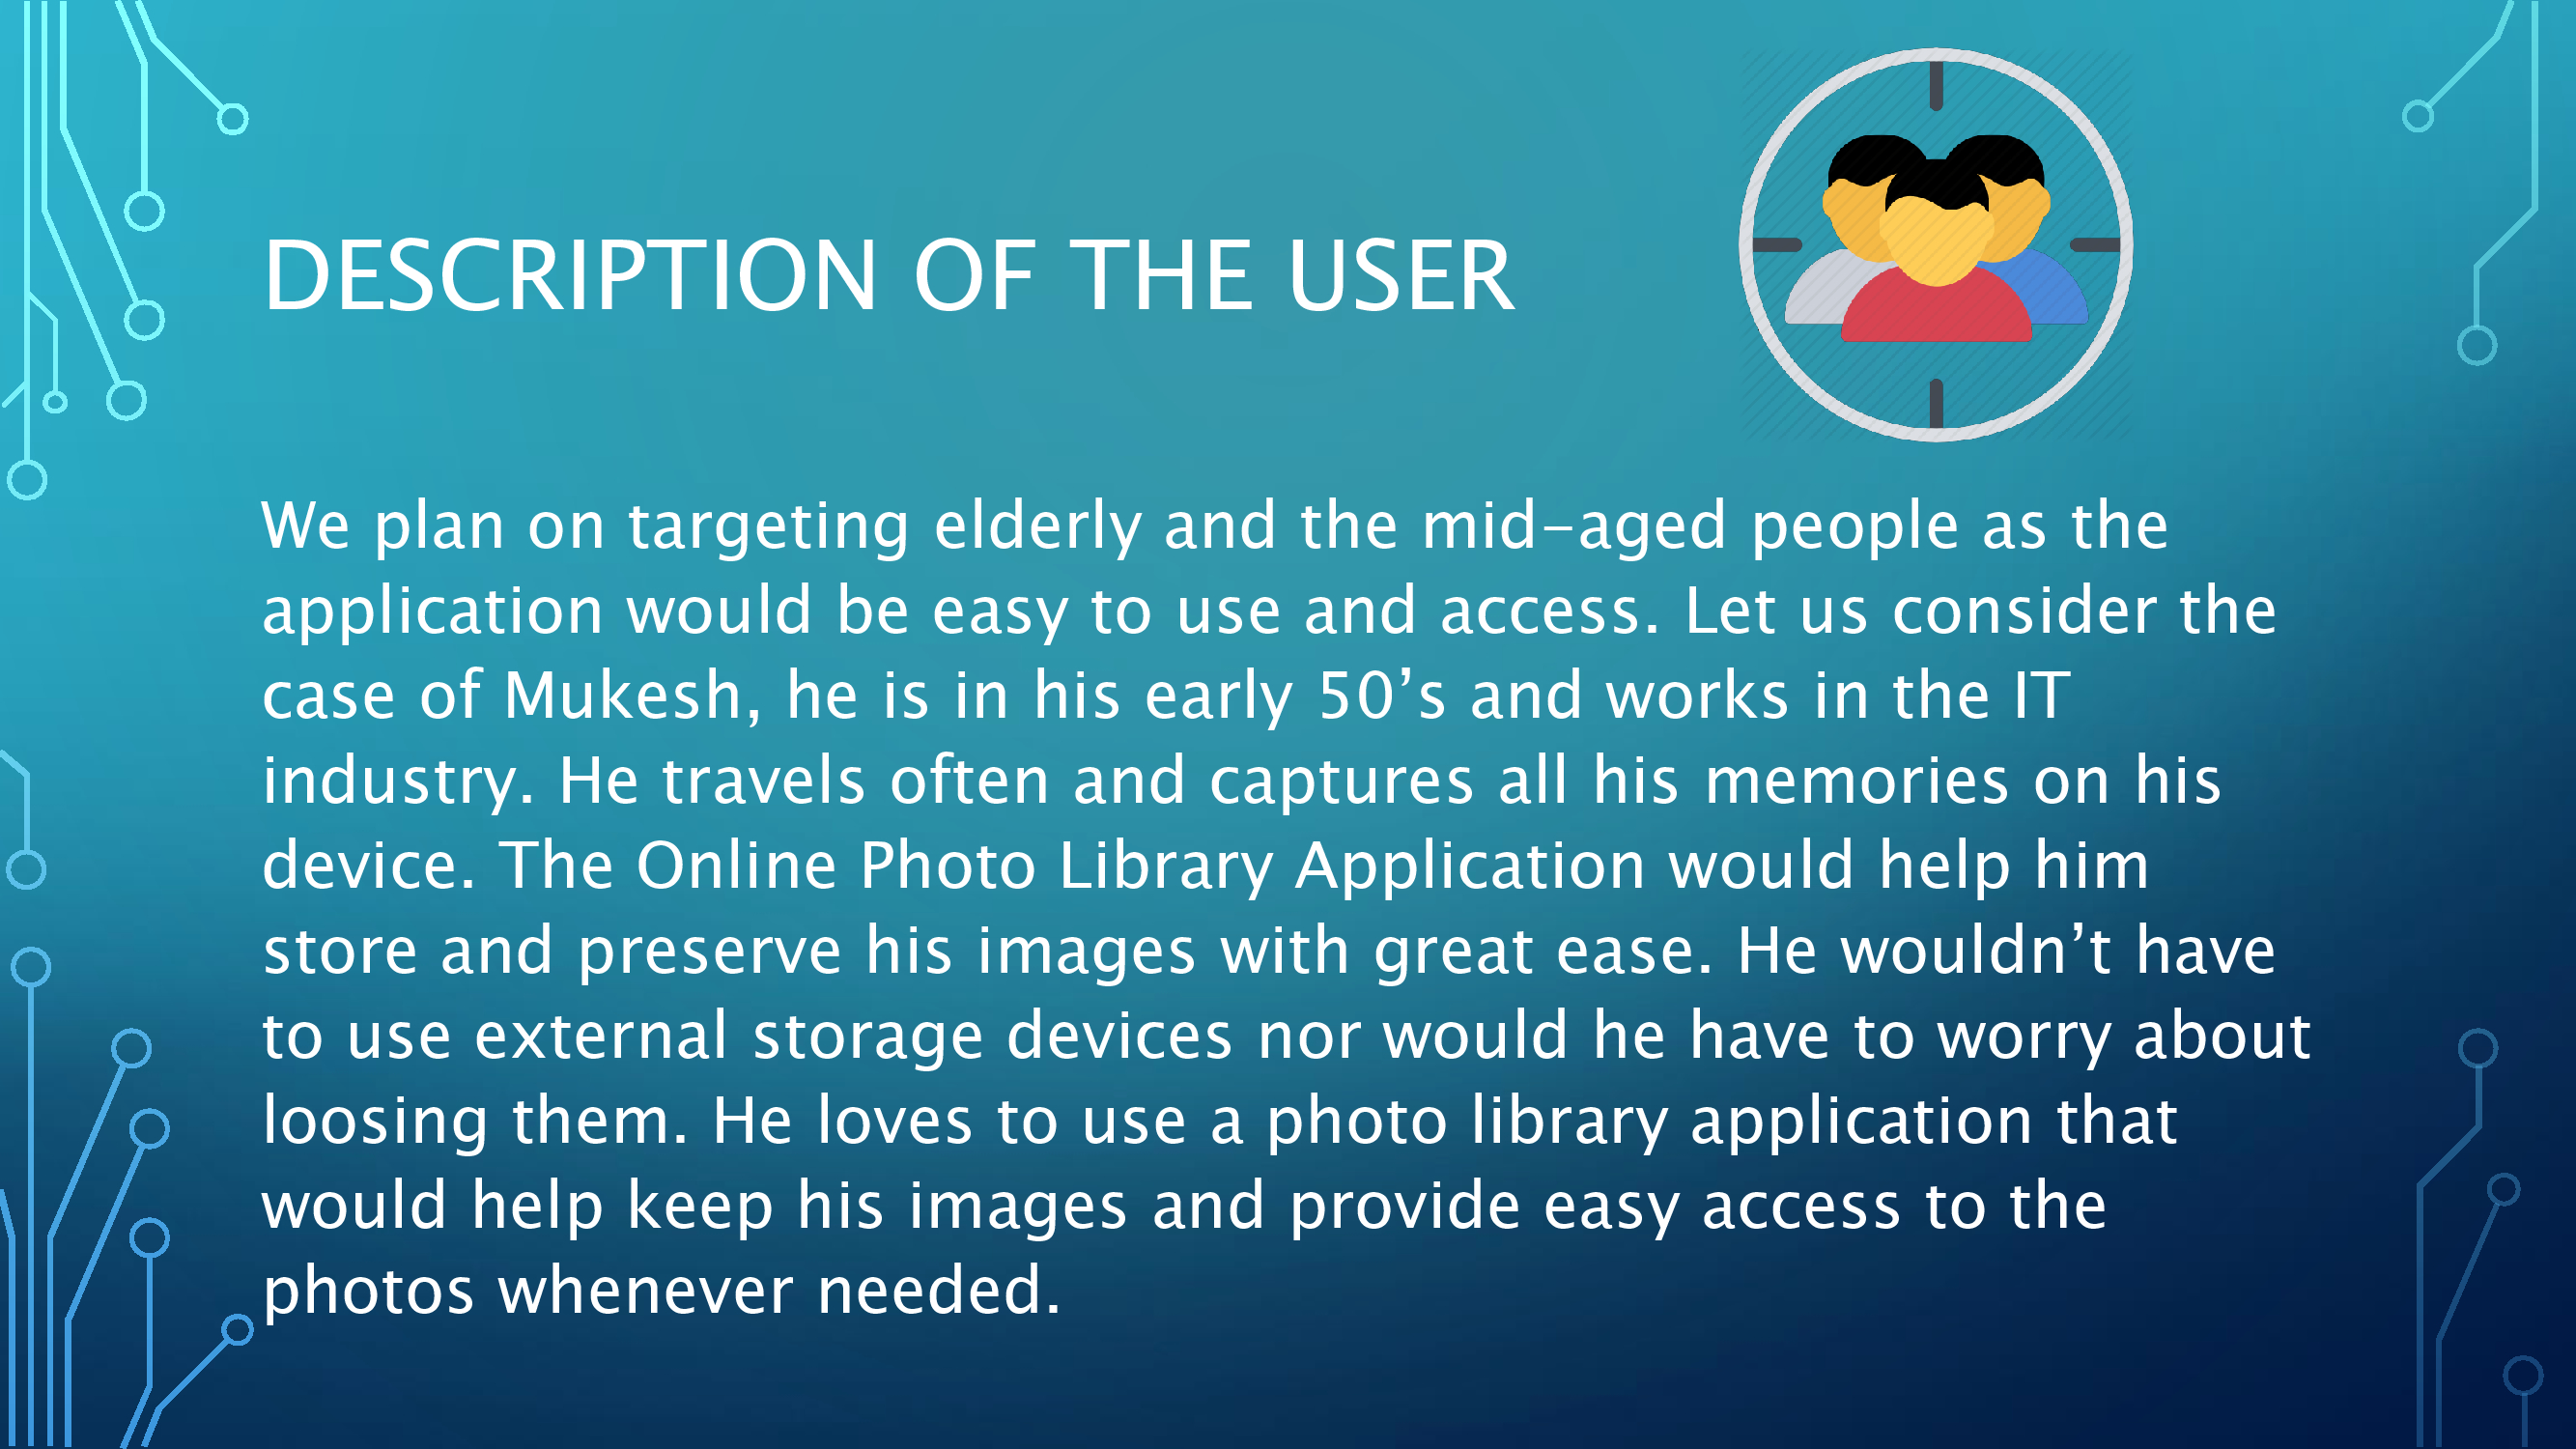 DESCRIPTION OF THE USER
We plan on targeting elderly and the mid-aged people as the
application would be easy to use and access. Let us consider the
case of Mukesh, he is in his early 50’s and works in the IT
industry. He travels often and captures all his memories on his
device. The Online Photo Library Application would help him
store and preserve his images with great ease. He wouldn’t have
to use external storage devices nor would he have to worry about
loosing them. He loves to use a photo library application that
would help keep his images and provide easy access to the
photos whenever needed.